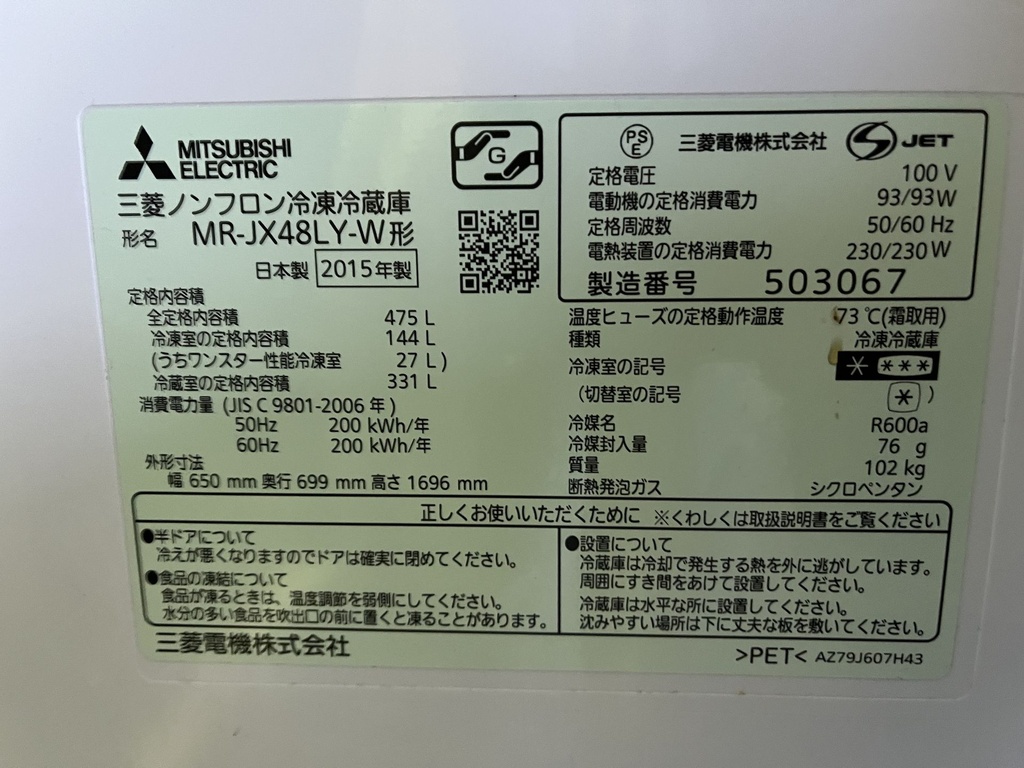 MITSUBISHI
ELECTRIC
G
三菱ノンフロン冷凍冷蔵庫
形名 MR-JX48LY-W形
日本製 2015年製
定格内容積
全定格内容積 475 L
冷凍室の定格内容積 144 L
(うちワンスター性能冷凍室 27 L)
冷蔵室の定格内容積 331 L
消費電力量 (JIS C 9801-2006 年)
50Hz 200 kWh/年
60Hz 200 kWh/年
外形寸法
幅 650 mm 奥行 699 mm 高さ 1696 mm
PSE 三菱電機株式会社 JET
定格電圧 100 V
電動機の定格消費電力 93/93W
定格周波数 50/60 Hz
電熱装置の定格消費電力 230/230W
製造番号 503067
温度ヒューズの定格動作温度 73℃(霜取用)
種類 冷凍冷蔵庫
冷凍室の記号 * ***
(切替室の記号 * )
冷媒名 R600a
冷媒封入量 76 g
質量 102 kg
断熱発泡ガス シクロペンタン
正しくお使いいただくために ※くわしくは取扱説明書をご覧ください
●半ドアについて
冷えが悪くなりますのでドアは確実に閉めてください。
●食品の凍結について
食品が凍るときは、温度調節を弱側にしてください。
水分の多い食品を吹出口の前に置くと凍ることがあります。
●設置について
冷蔵庫は冷却で発生する熱を外に逃がしています。
周囲にすき間をあけて設置してください。
冷蔵庫は水平な所に設置してください。
沈みやすい場所は下に丈夫な板を敷いてください。
三菱電機株式会社
>PET< AZ79J607H43